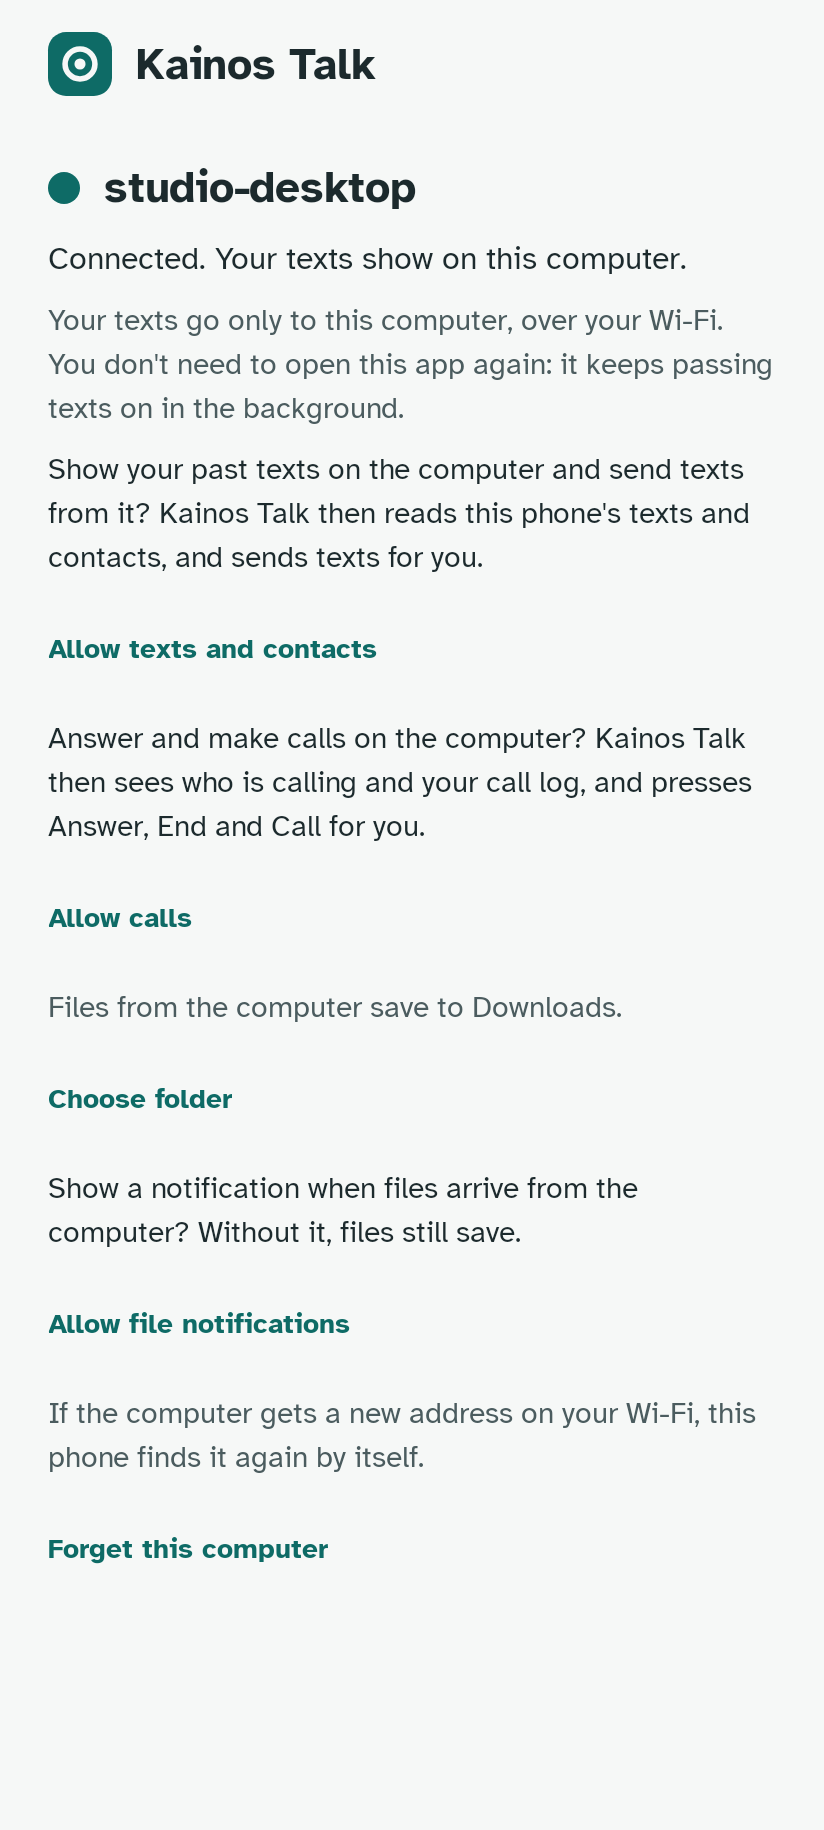 Kainos Talk
studio-desktop
Connected. Your texts show on this computer.
Your texts go only to this computer, over your Wi-Fi.
You don't need to open this app again: it keeps passing
texts on in the background.
Show your past texts on the computer and send texts
from it? Kainos Talk then reads this phone's texts and
contacts, and sends texts for you.
Allow texts and contacts
Answer and make calls on the computer? Kainos Talk
then sees who is calling and your call log, and presses
Answer, End and Call for you.
Allow calls
Files from the computer save to Downloads.
Choose folder
Show a notification when files arrive from the
computer? Without it, files still save.
Allow file notifications
If the computer gets a new address on your Wi-Fi, this
phone finds it again by itself.
Forget this computer